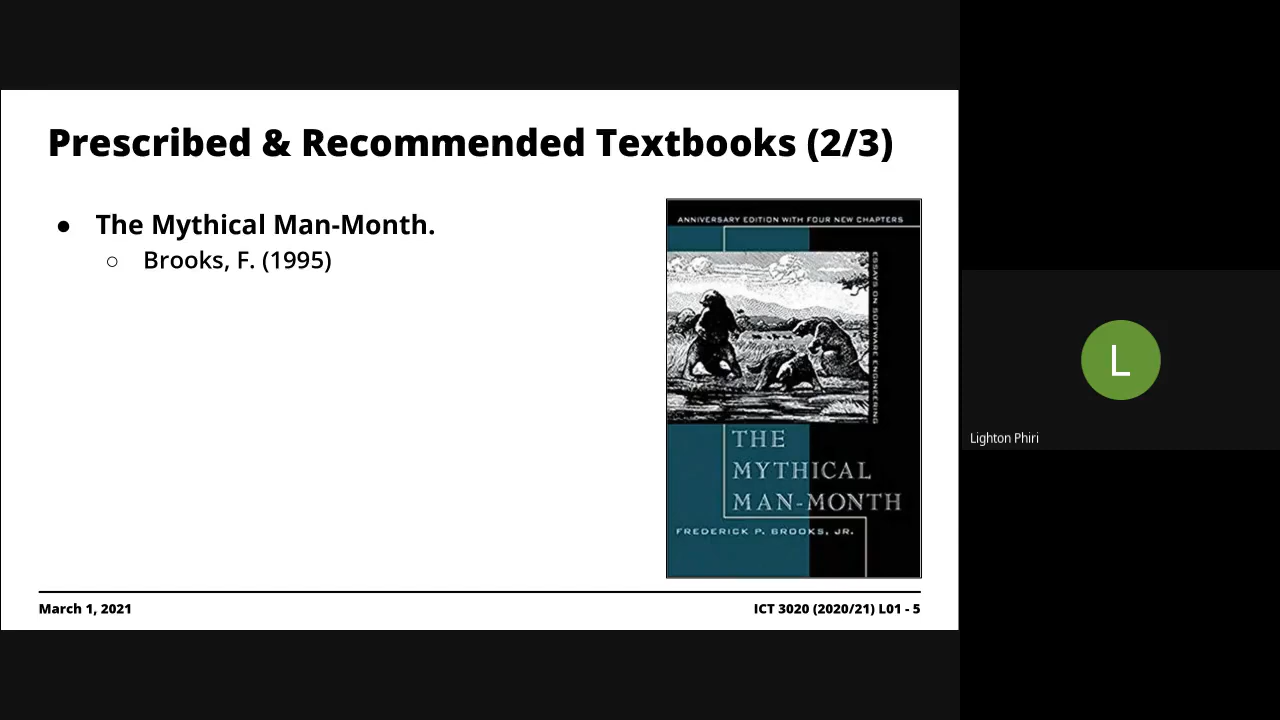 Prescribed & Recommended Textbooks (2/3)
● The Mythical Man-Month.
○ Brooks, F. (1995)
ANNIVERSARY EDITION WITH FOUR NEW CHAPTERS
ESSAYS ON SOFTWARE ENGINEERING
THE
MYTHICAL
MAN-MONTH
FREDERICK P. BROOKS, JR.
March 1, 2021
ICT 3020 (2020/21) L01 - 5
L
Lighton Phiri